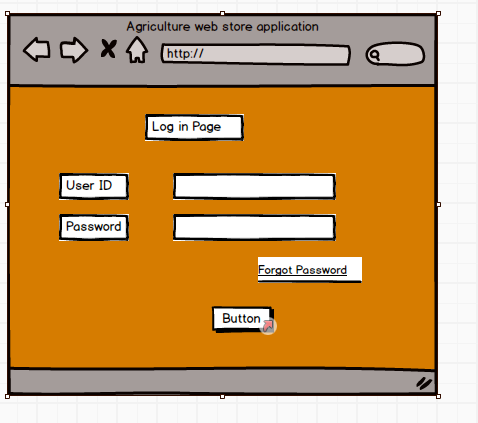 Agriculture web store application
http://
Log in Page
User ID
Password
Forgot Password
Button